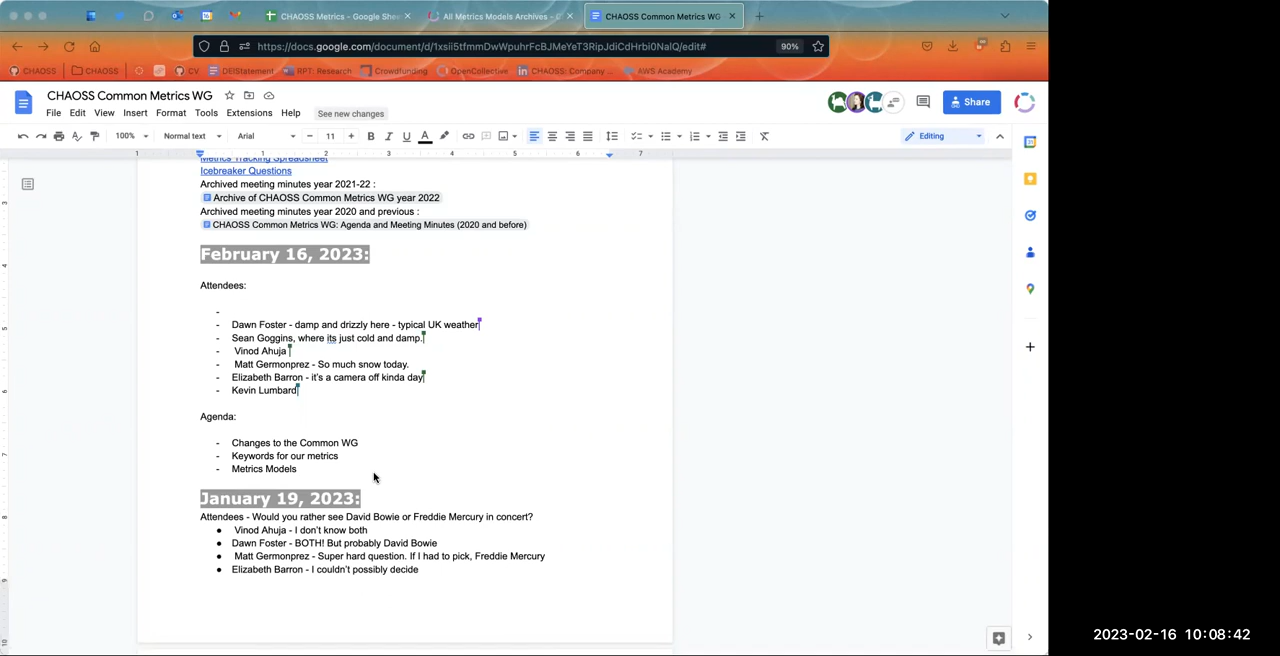 CHAOSS Metrics - Google Shee
All Metrics Models Archives - C
CHAOSS Common Metrics WG
https://docs.google.com/document/d/1xsii5tfmmDwWpuhrFcBJMeYeT3RipJdiCdHrbi0NalQ/edit#
90%
CHAOSS
CHAOSS
CV
DEIStatement
RPT: Research
Crowdfunding
OpenCollective
CHAOSS: Company ...
AWS Academy
CHAOSS Common Metrics WG
File Edit View Insert Format Tools Extensions Help
See new changes
Share
100% Normal text Arial 11 B I U A
Editing
1 1 2 3 4 5 6 7
Metrics Tracking Spreadsheet
Icebreaker Questions
Archived meeting minutes year 2021-22 :
Archive of CHAOSS Common Metrics WG year 2022
Archived meeting minutes year 2020 and previous :
CHAOSS Common Metrics WG: Agenda and Meeting Minutes (2020 and before)
February 16, 2023:
Attendees:
-
- Dawn Foster - damp and drizzly here - typical UK weather
- Sean Goggins, where its just cold and damp.
- Vinod Ahuja
- Matt Germonprez - So much snow today.
- Elizabeth Barron - it's a camera off kinda day
- Kevin Lumbard
Agenda:
- Changes to the Common WG
- Keywords for our metrics
- Metrics Models
January 19, 2023:
Attendees - Would you rather see David Bowie or Freddie Mercury in concert?
● Vinod Ahuja - I don't know both
● Dawn Foster - BOTH! But probably David Bowie
● Matt Germonprez - Super hard question. If I had to pick, Freddie Mercury
● Elizabeth Barron - I couldn't possibly decide
2023-02-16 10:08:42